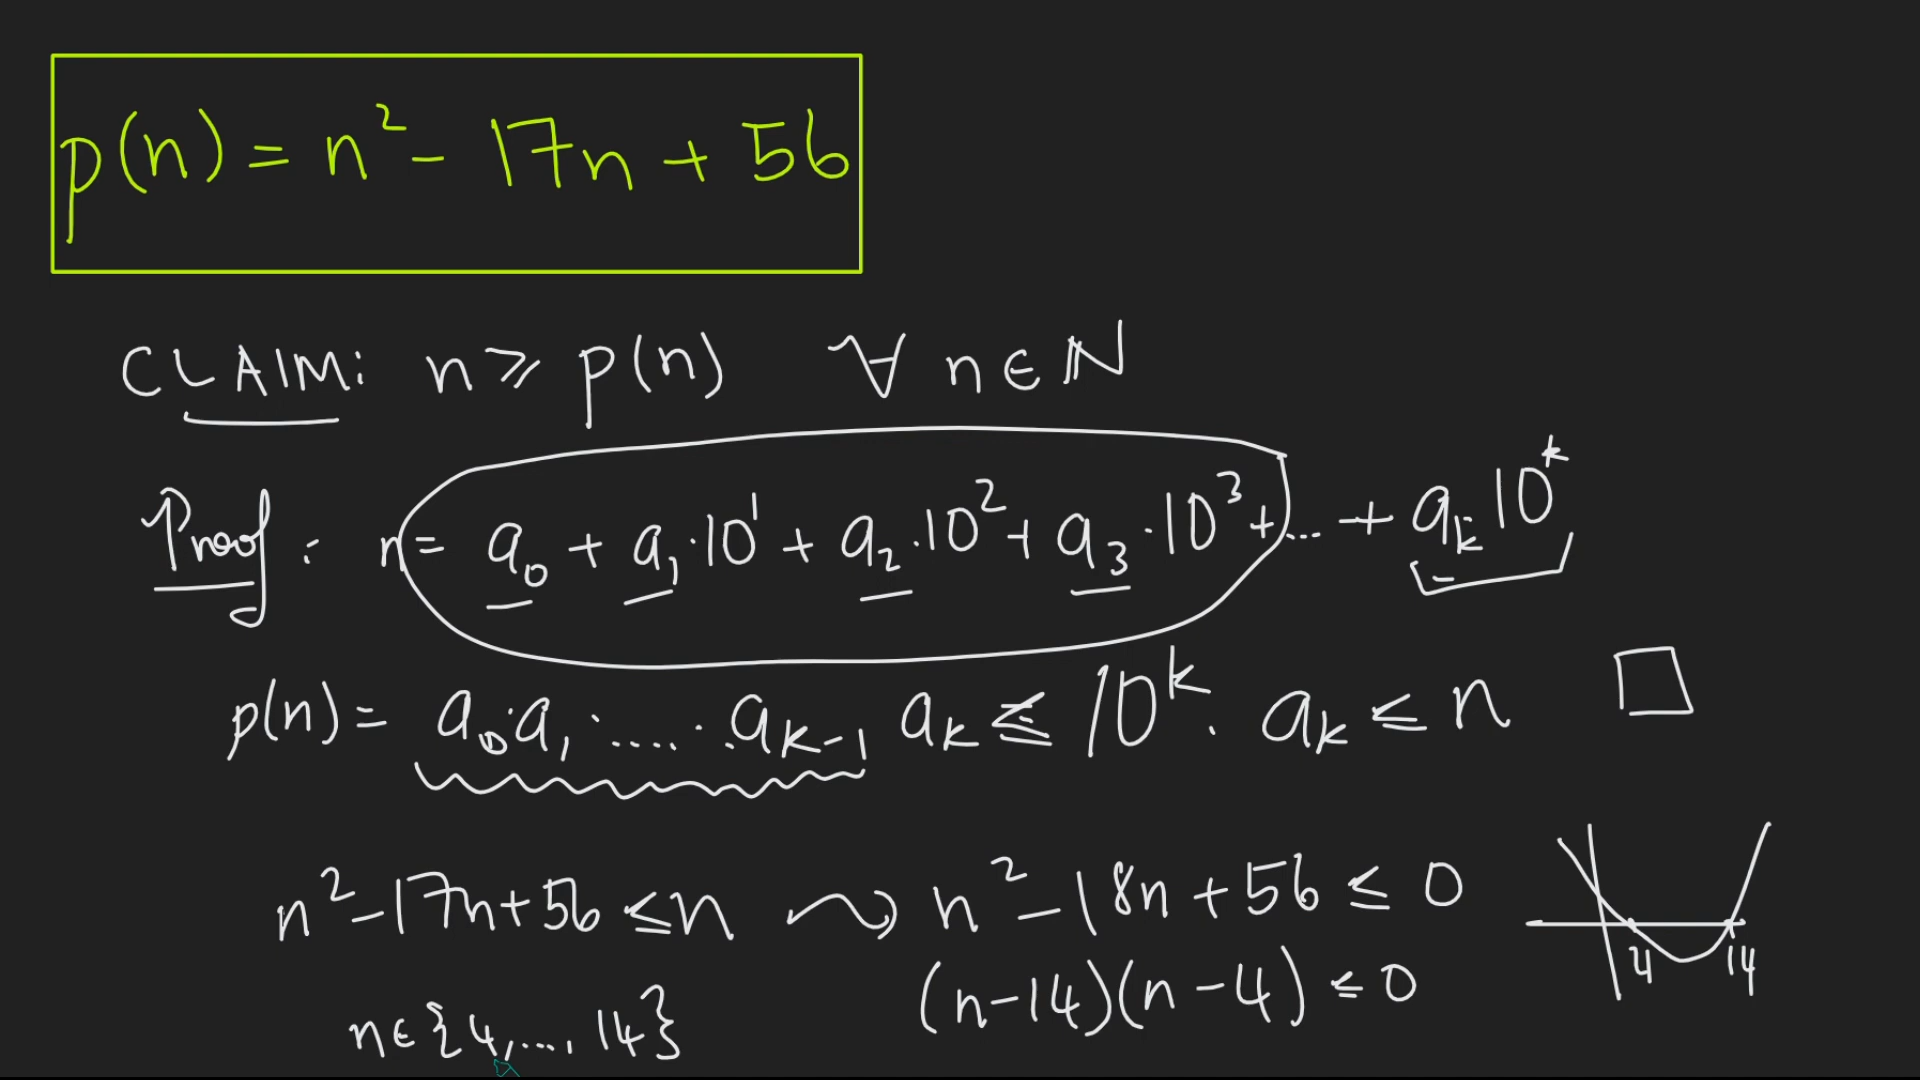 p(n) = n² - 17n + 56
CLAIM: n ≥ p(n) ∀ n ∈ ℕ
Proof: n = a₀ + a₁·10¹ + a₂·10² + a₃·10³ + ... + aₖ10ᵏ
p(n) = a₀·a₁·.....·aₖ₋₁ aₖ ≤ 10ᵏ · aₖ ≤ n □
n² - 17n + 56 ≤ n ⤳ n² - 18n + 56 ≤ 0
(n-14)(n-4) ≤ 0
4 14
n ∈ {4, ..., 14}